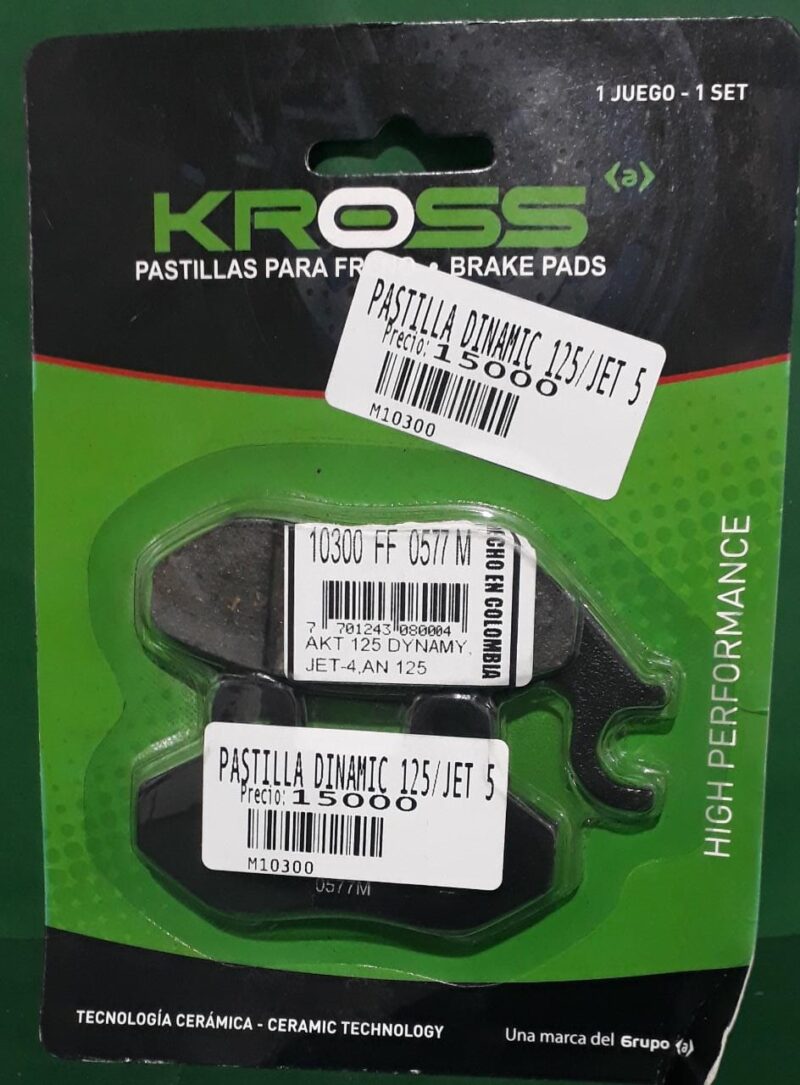 1 JUEGO - 1 SET
KROSS ⟨a⟩
PASTILLAS PARA • BRAKE PADS
PASTILLA DINAMIC 125/JET 5
Precio: 15000
M10300
10300 FF 0577 M
7 701243 080004
AKT 125 DYNAMY,
JET-4,AN 125
EN COLOMBIA
HIGH PERFORMANCE
PASTILLA DINAMIC 125/JET 5
Precio: 15000
M10300
0577M
TECNOLOGÍA CERÁMICA - CERAMIC TECHNOLOGY
Una marca del Grupo ⟨a⟩